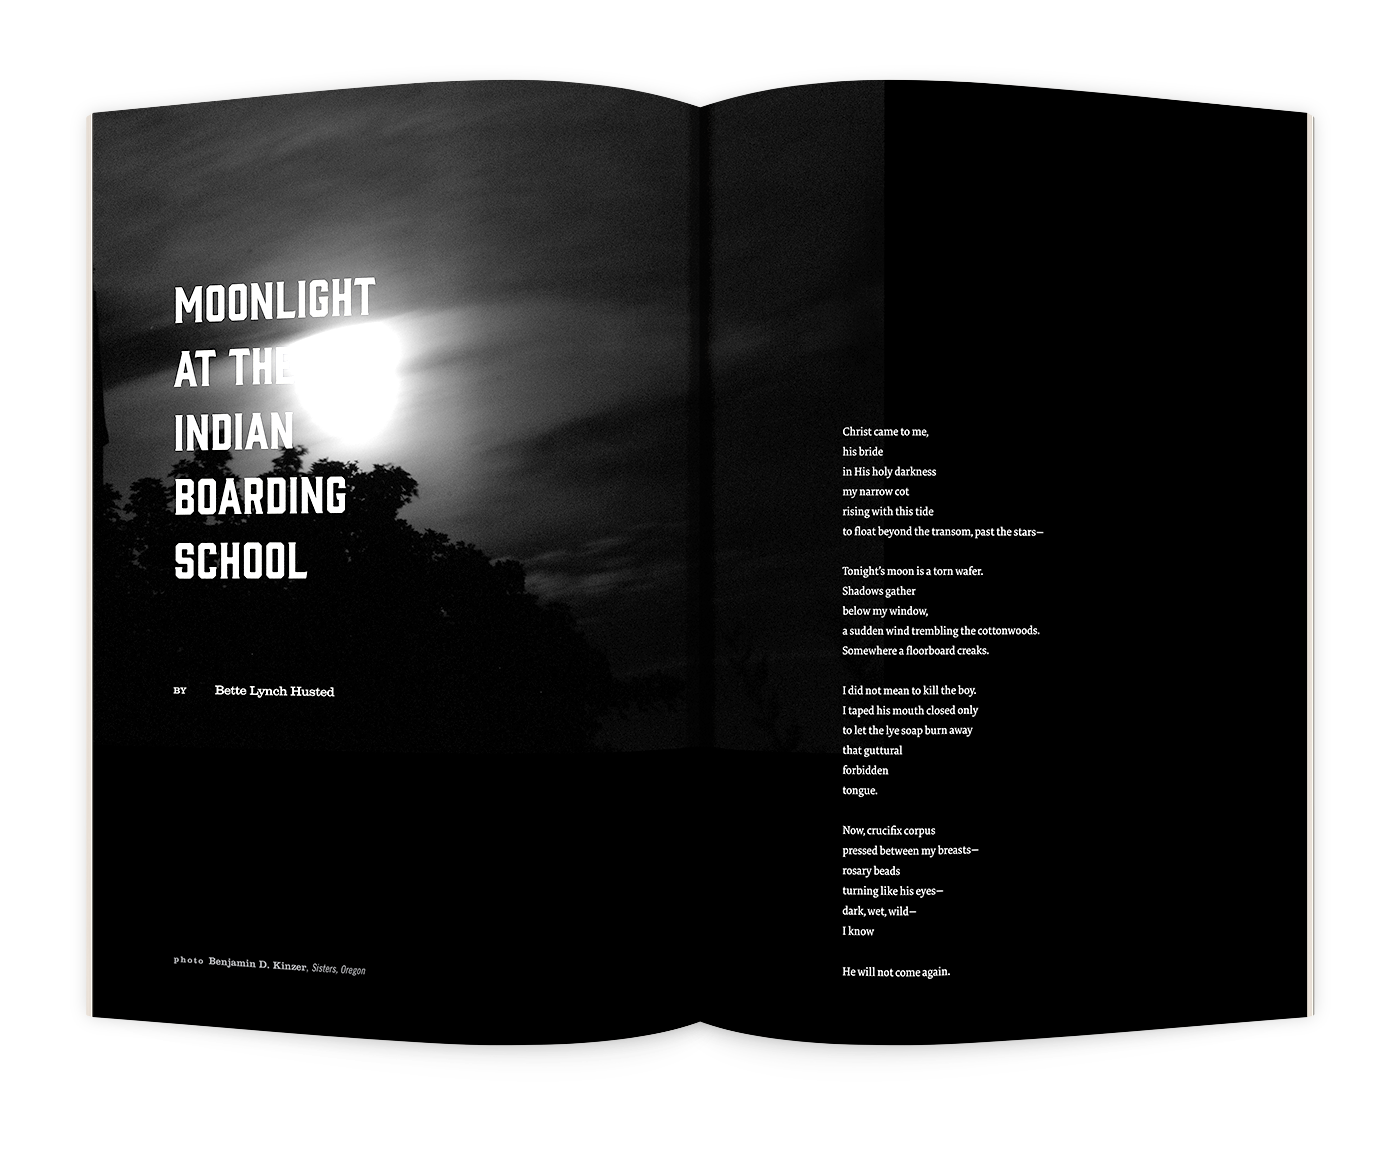 MOONLIGHT
AT THE
INDIAN
BOARDING
SCHOOL
BY Bette Lynch Husted
photo Benjamin D. Kinzer, Sisters, Oregon
Christ came to me,
his bride
in His holy darkness
my narrow cot
rising with this tide
to float beyond the transom, past the stars—
Tonight's moon is a torn wafer.
Shadows gather
below my window,
a sudden wind trembling the cottonwoods.
Somewhere a floorboard creaks.
I did not mean to kill the boy.
I taped his mouth closed only
to let the lye soap burn away
that guttural
forbidden
tongue.
Now, crucifix corpus
pressed between my breasts—
rosary beads
turning like his eyes—
dark, wet, wild—
I know
He will not come again.